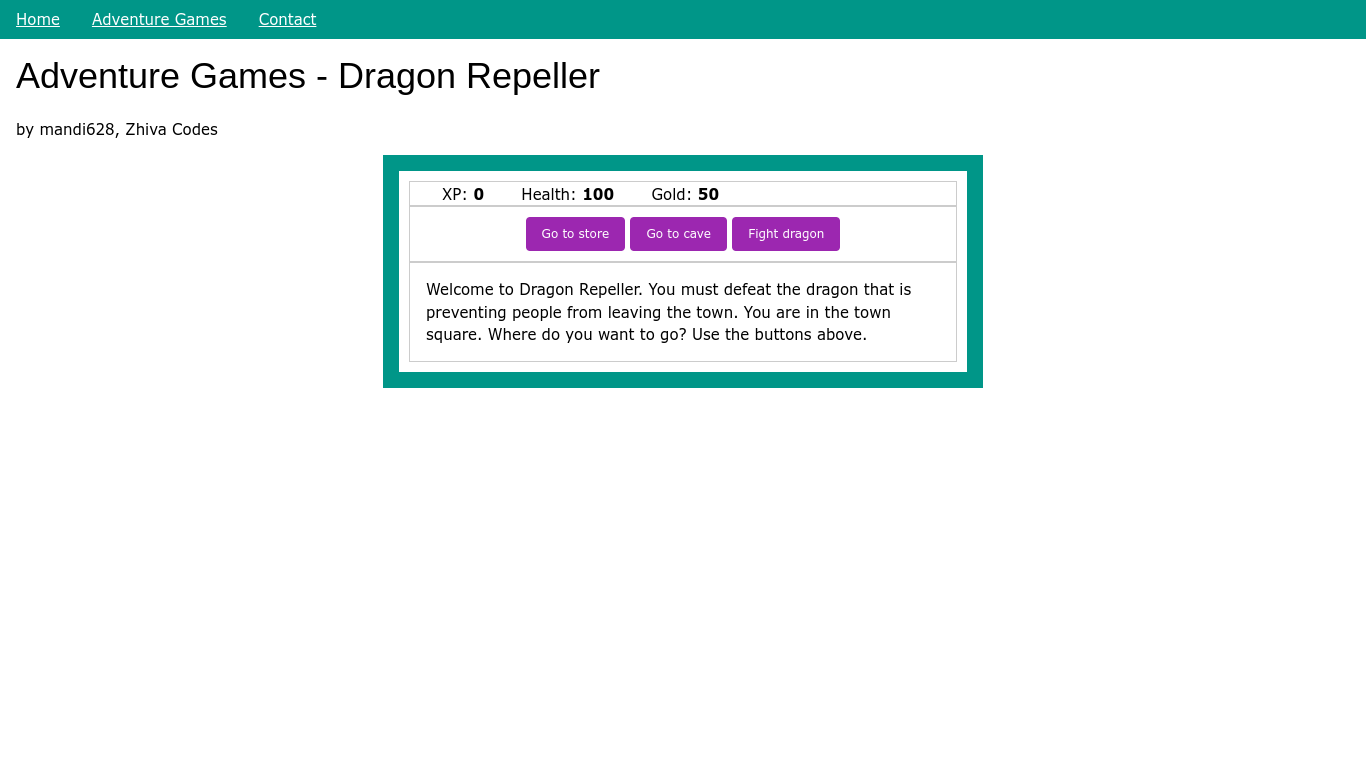 Home Adventure Games Contact
Adventure Games - Dragon Repeller
by mandi628, Zhiva Codes
XP: 0 Health: 100 Gold: 50
Go to store Go to cave Fight dragon
Welcome to Dragon Repeller. You must defeat the dragon that is
preventing people from leaving the town. You are in the town
square. Where do you want to go? Use the buttons above.